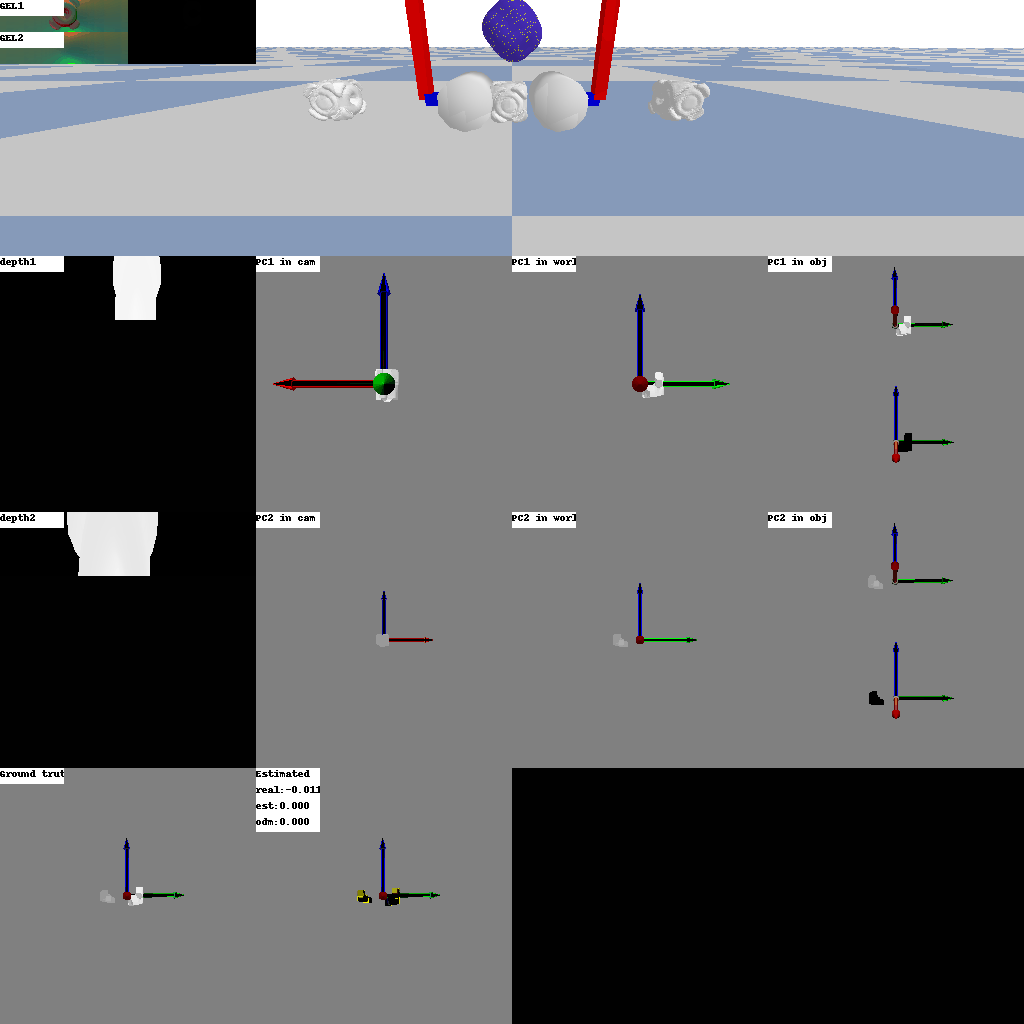 GEL1
GEL2
depth1
PC1 in cam
PC1 in worl
PC1 in obj
depth2
PC2 in cam
PC2 in worl
PC2 in obj
Ground trut
Estimated
real:-0.011
est:0.000
odm:0.000